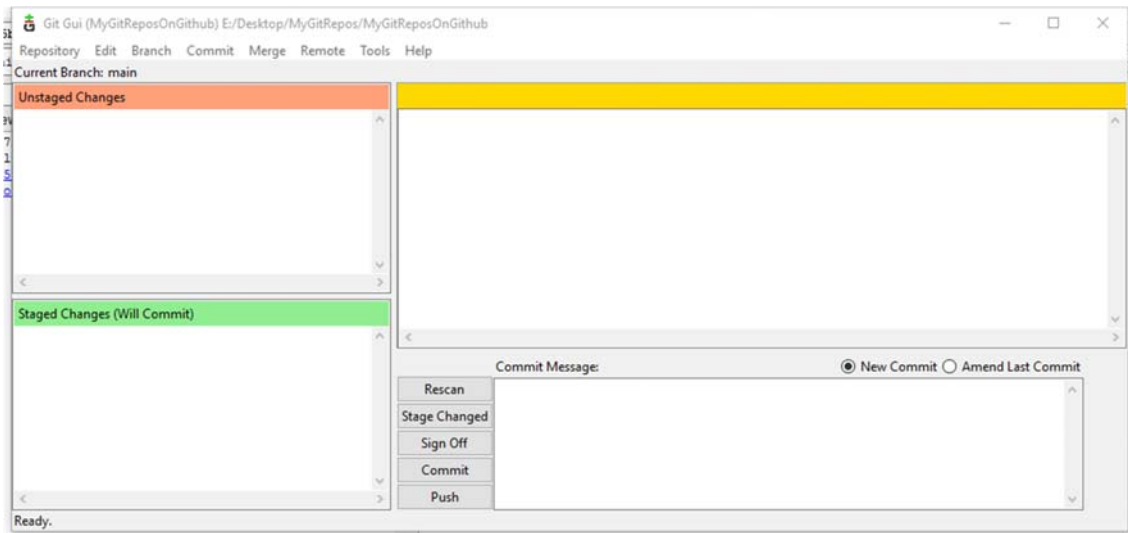 Git Gui (MyGitReposOnGithub) E:/Desktop/MyGitRepos/MyGitReposOnGithub
Repository Edit Branch Commit Merge Remote Tools Help
Current Branch: main
Unstaged Changes
Staged Changes (Will Commit)
Commit Message:
New Commit
Amend Last Commit
Rescan
Stage Changed
Sign Off
Commit
Push
Ready.